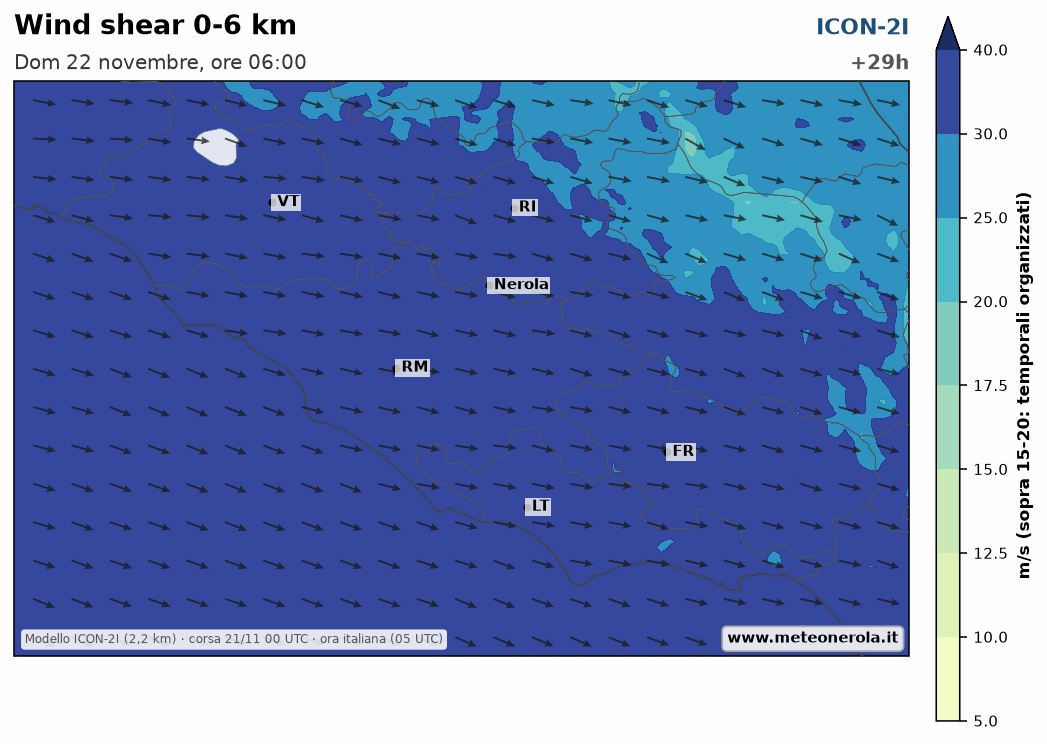 Wind shear 0-6 km
ICON-2I
Dom 22 novembre, ore 06:00
+29h
VT
RI
Nerola
RM
FR
LT
Modello ICON-2I (2,2 km) · corsa 21/11 00 UTC · ora italiana (05 UTC)
www.meteonerola.it
40.0
30.0
25.0
20.0
17.5
15.0
12.5
10.0
5.0
m/s (sopra 15-20: temporali organizzati)